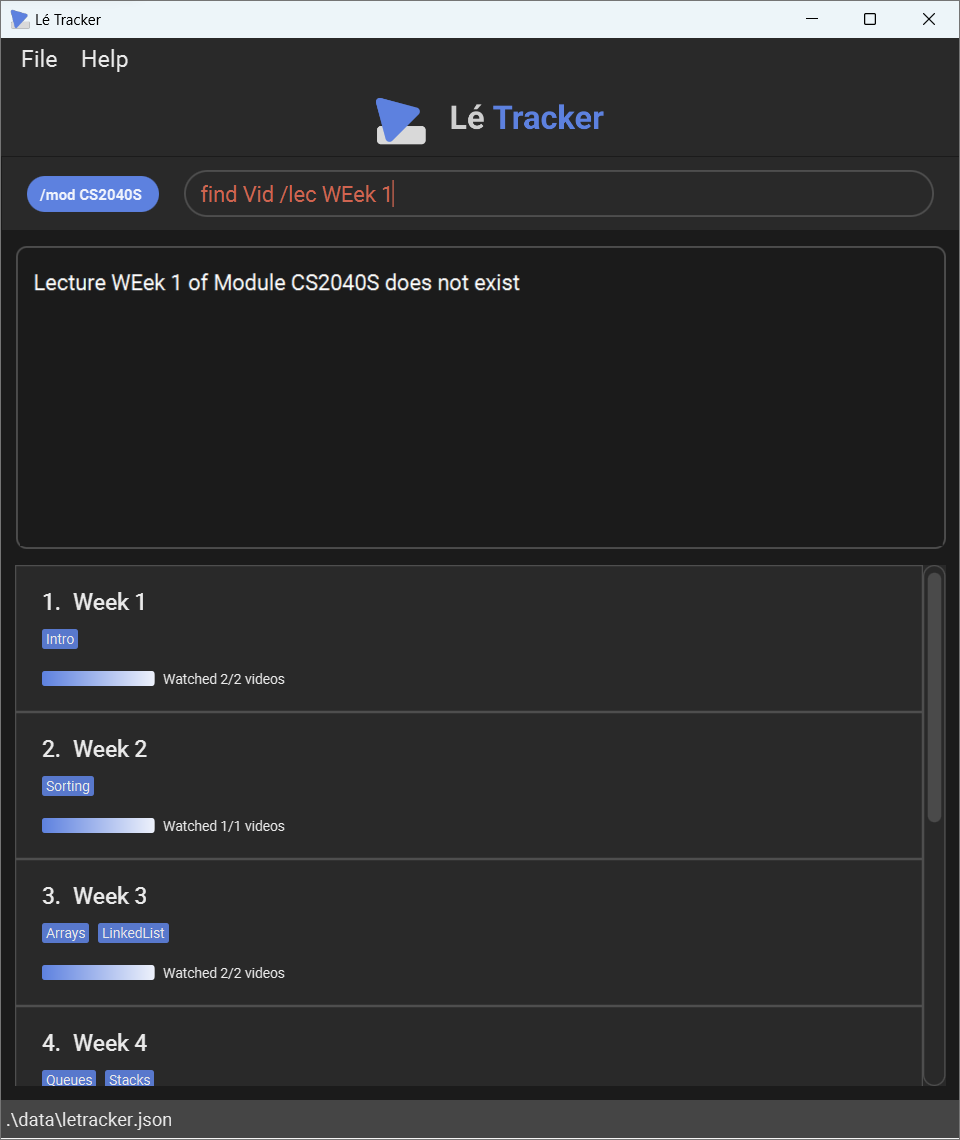 Lé Tracker
File Help
Lé Tracker
/mod CS2040S find Vid /lec WEek 1
Lecture WEek 1 of Module CS2040S does not exist
1. Week 1
Intro
Watched 2/2 videos
2. Week 2
Sorting
Watched 1/1 videos
3. Week 3
Arrays LinkedList
Watched 2/2 videos
4. Week 4
Queues Stacks
.\data\letracker.json